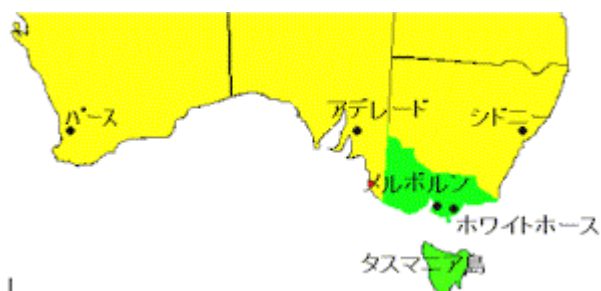 パース
アデレード
シドニー
メルボルン
ホワイトホース
タスマニア島